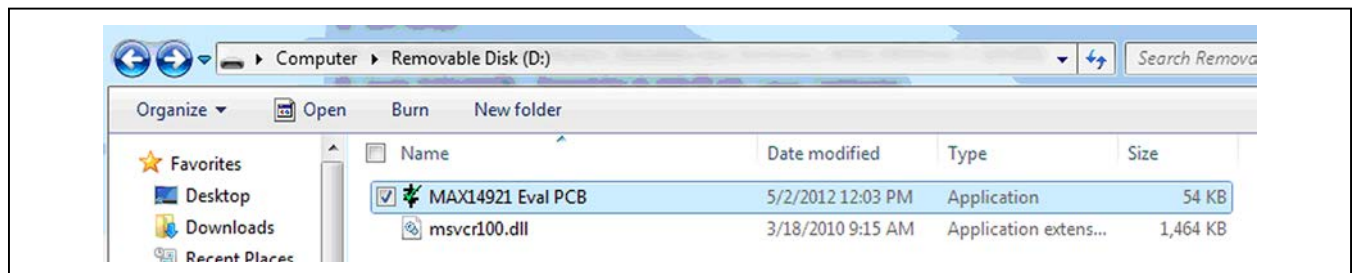 Computer ▸ Removable Disk (D:)
Search Remova
Organize Open Burn New folder
Favorites
Desktop
Downloads
Recent Places
Name Date modified Type Size
MAX14921 Eval PCB 5/2/2012 12:03 PM Application 54 KB
msvcr100.dll 3/18/2010 9:15 AM Application extens... 1,464 KB